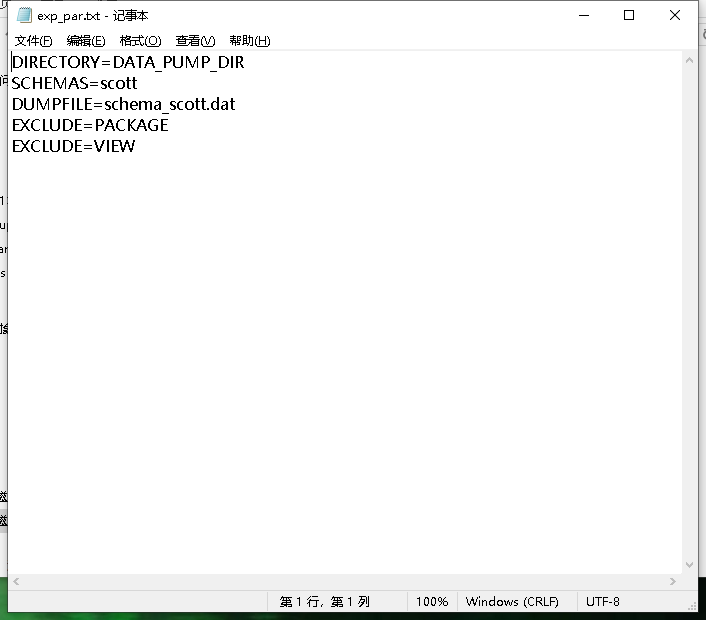 exp_par.txt - 记事本
文件(F) 编辑(E) 格式(O) 查看(V) 帮助(H)
DIRECTORY=DATA_PUMP_DIR
SCHEMAS=scott
DUMPFILE=schema_scott.dat
EXCLUDE=PACKAGE
EXCLUDE=VIEW
第 1 行，第 1 列 100% Windows (CRLF) UTF-8